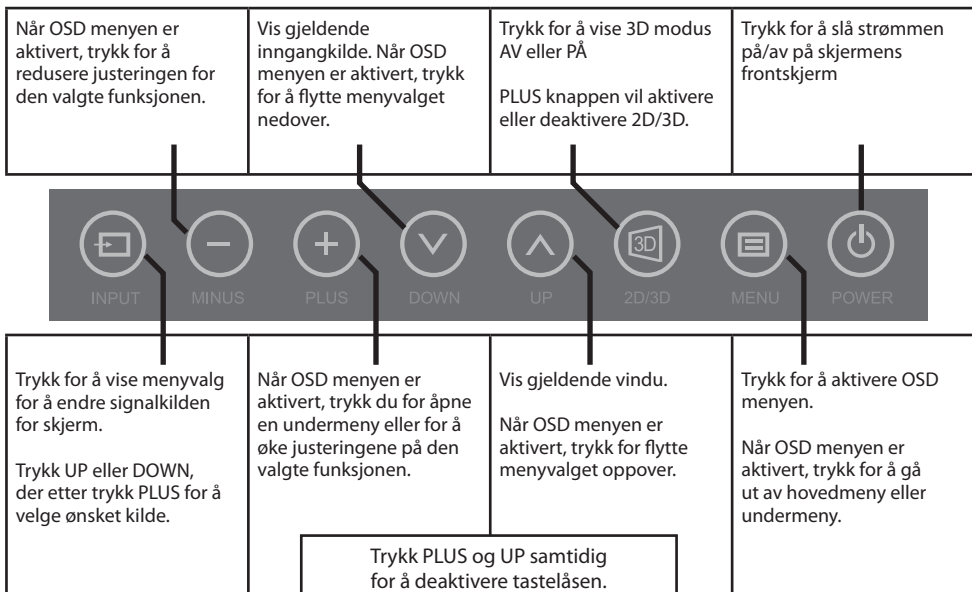 Når OSD menyen er
aktivert, trykk for å
redusere justeringen for
den valgte funksjonen.
Vis gjeldende
inngangkilde. Når OSD
menyen er aktivert, trykk
for å flytte menyvalget
nedover.
Trykk for å vise 3D modus
AV eller PÅ
PLUS knappen vil aktivere
eller deaktivere 2D/3D.
Trykk for å slå strømmen
på/av på skjermens
frontskjerm
3D
INPUT MINUS PLUS DOWN UP 2D/3D MENU POWER
Trykk for å vise menyvalg
for å endre signalkilden
for skjerm.
Trykk UP eller DOWN,
der etter trykk PLUS for å
velge ønsket kilde.
Når OSD menyen er
aktivert, trykk du for åpne
en undermeny eller for å
øke justeringene på den
valgte funksjonen.
Vis gjeldende vindu.
Når OSD menyen er
aktivert, trykk for flytte
menyvalget oppover.
Trykk for å aktivere OSD
menyen.
Når OSD menyen er
aktivert, trykk for å gå
ut av hovedmeny eller
undermeny.
Trykk PLUS og UP samtidig
for å deaktivere tastelåsen.